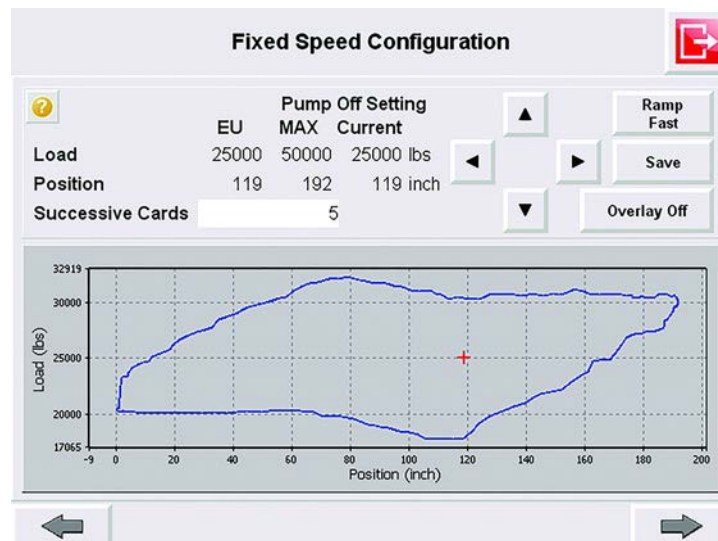 Fixed Speed Configuration
?
Pump Off Setting
EU MAX Current
Load 25000 50000 25000 lbs
Position 119 192 119 inch
Successive Cards 5
Ramp Fast
Save
Overlay Off
Load (lbs)
32919
30000
25000
20000
17065
-9 0 20 40 60 80 100 120 140 160 180 200
Position (inch)